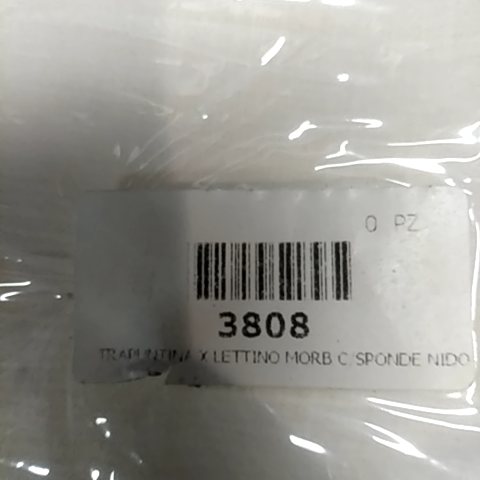 0 PZ
3808
TRAPUNTINA X LETTINO MORB C/SPONDE NIDO